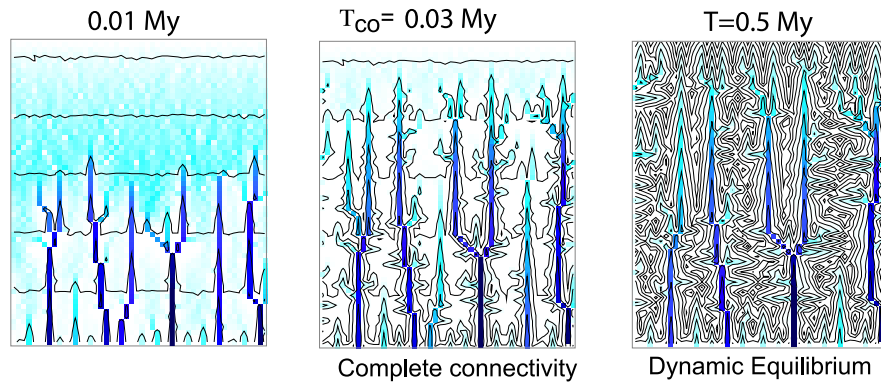 0.01 My
Tco= 0.03 My
T=0.5 My
Complete connectivity
Dynamic Equilibrium